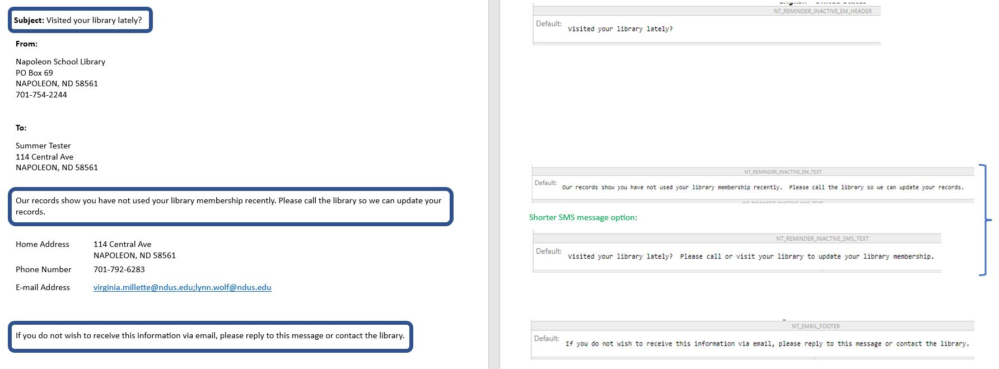 Subject: Visited your library lately?
From:
Napoleon School Library
PO Box 69
NAPOLEON, ND 58561
701-754-2244
To:
Summer Tester
114 Central Ave
NAPOLEON, ND 58561
Our records show you have not used your library membership recently. Please call the library so we can update your
records.
Home Address 114 Central Ave
NAPOLEON, ND 58561
Phone Number 701-792-6283
E-mail Address virginia.millette@ndus.edu;lynn.wolf@ndus.edu
If you do not wish to receive this information via email, please reply to this message or contact the library.
English - United States
NT_REMINDER_INACTIVE_EM_HEADER
Default: Visited your library lately?
NT_REMINDER_INACTIVE_EM_TEXT
Default: Our records show you have not used your library membership recently.  Please call the library so we can update your records.
NT_REMINDER_INACTIVE_SMS_TEXT
Shorter SMS message option:
NT_REMINDER_INACTIVE_SMS_TEXT
Default: Visited your library lately?  Please call or visit your library to update your library membership.
NT_EMAIL_FOOTER
Default: If you do not wish to receive this information via email, please reply to this message or contact the library.